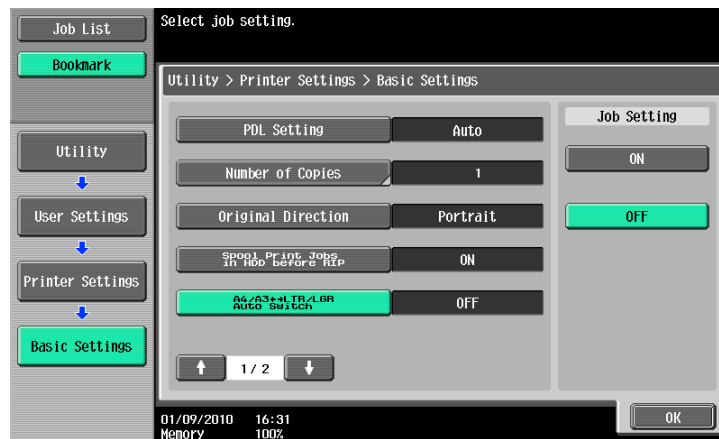 Job List
Bookmark
Utility
User Settings
Printer Settings
Basic Settings
Select job setting.
Utility > Printer Settings > Basic Settings
PDL Setting Auto
Number of Copies 1
Original Direction Portrait
Spool Print Jobs
in HDD before RIP
ON
A4/A3↔LTR/LGR
Auto Switch
OFF
1/ 2
Job Setting
ON
OFF
01/09/2010 16:31
Memory 100%
OK